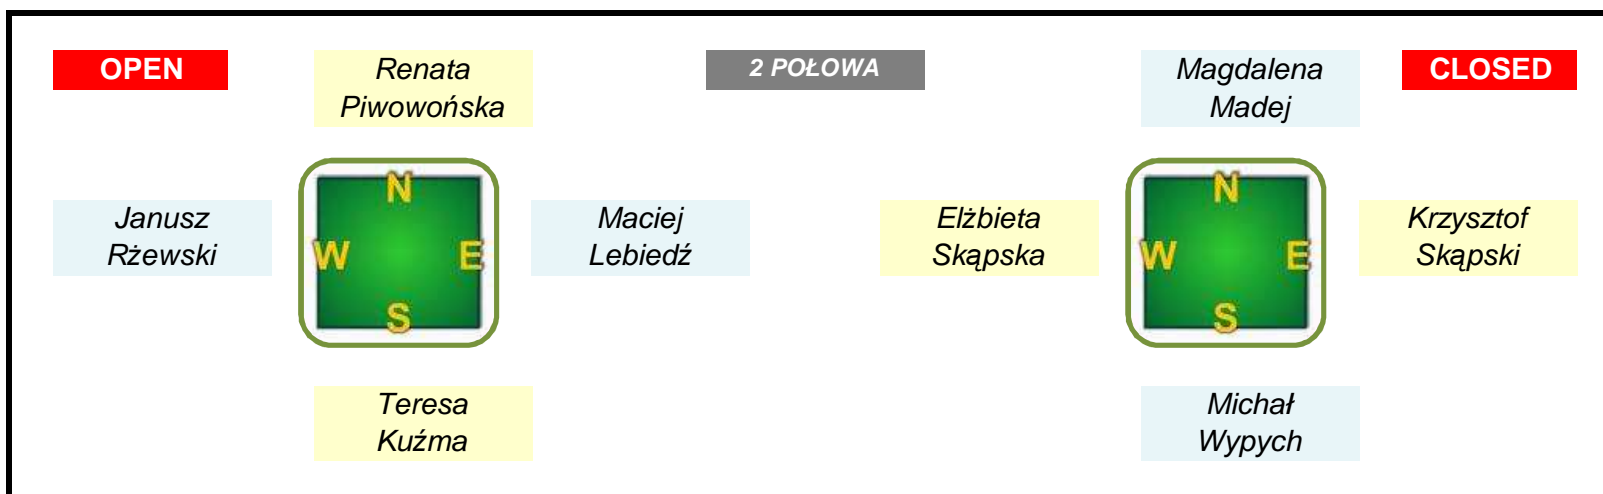 OPEN
Renata
Piwowońska
2 POŁOWA
Magdalena
Madej
CLOSED
N
W
E
S
Janusz
Rżewski
Maciej
Lebiedź
Elżbieta
Skąpska
N
W
E
S
Krzysztof
Skąpski
Teresa
Kuźma
Michał
Wypych